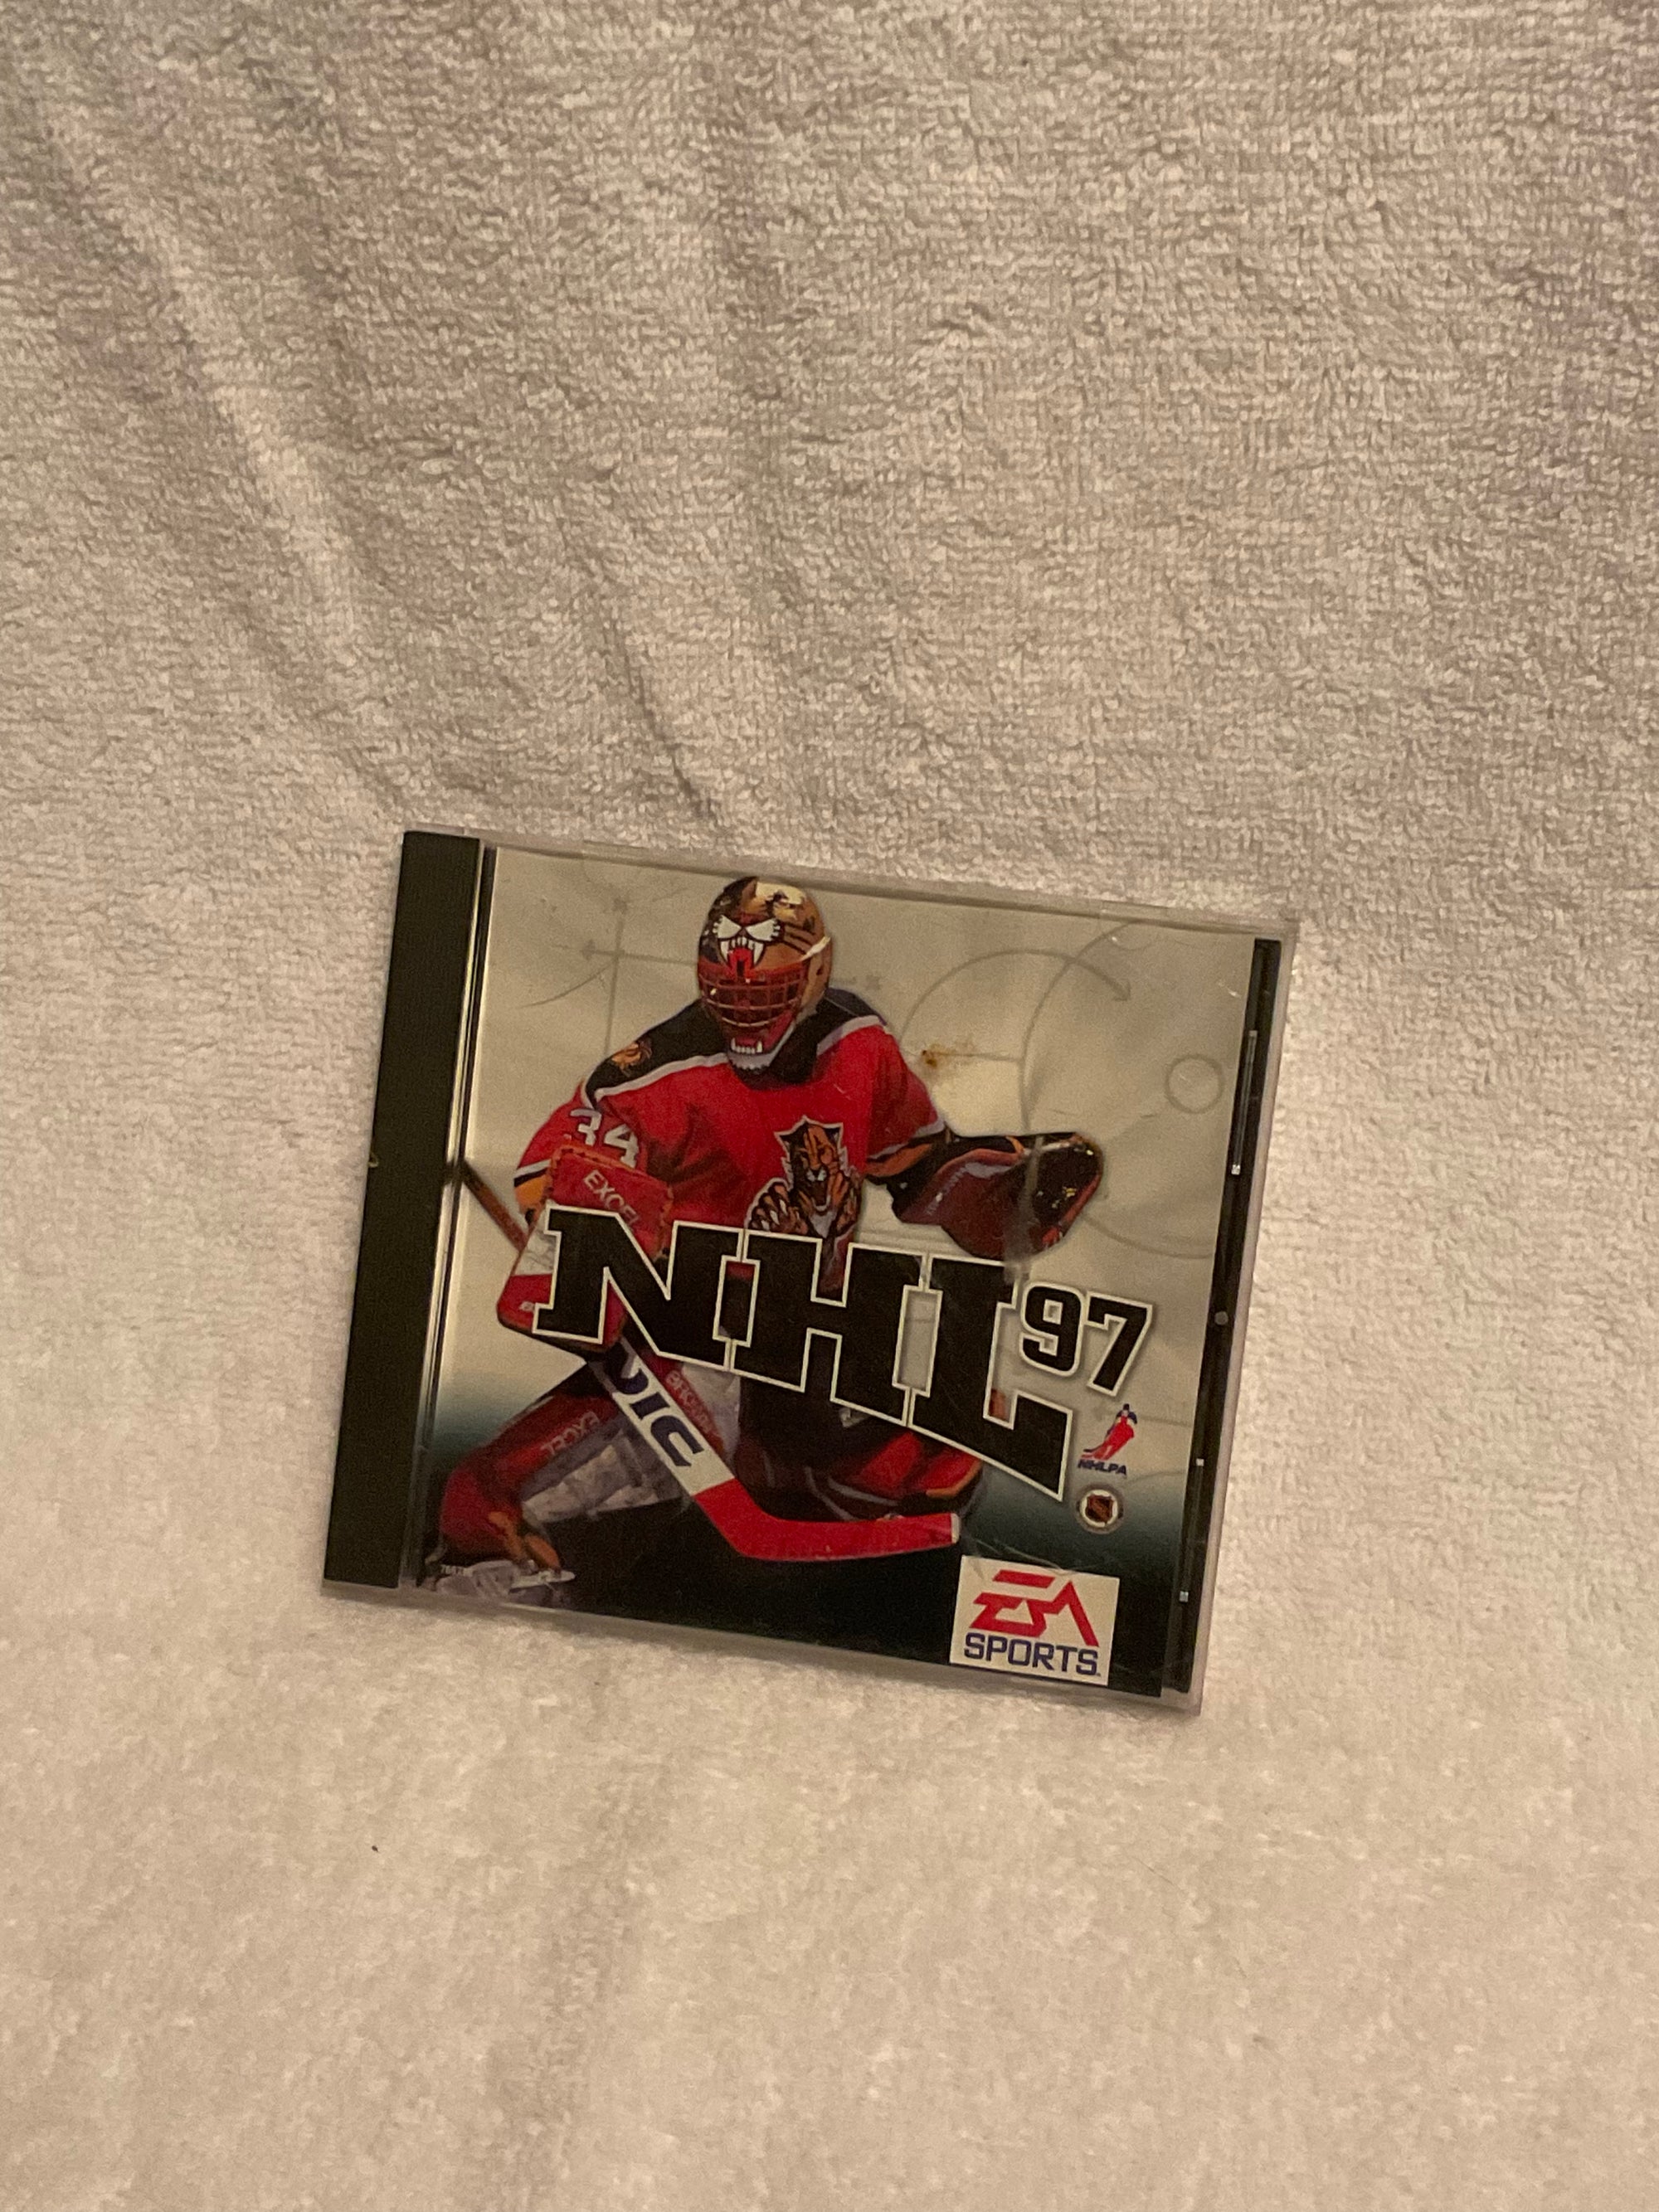 34
EXCEL
NHL 97
VIC
EXCEL
NHLPA
EA
SPORTS